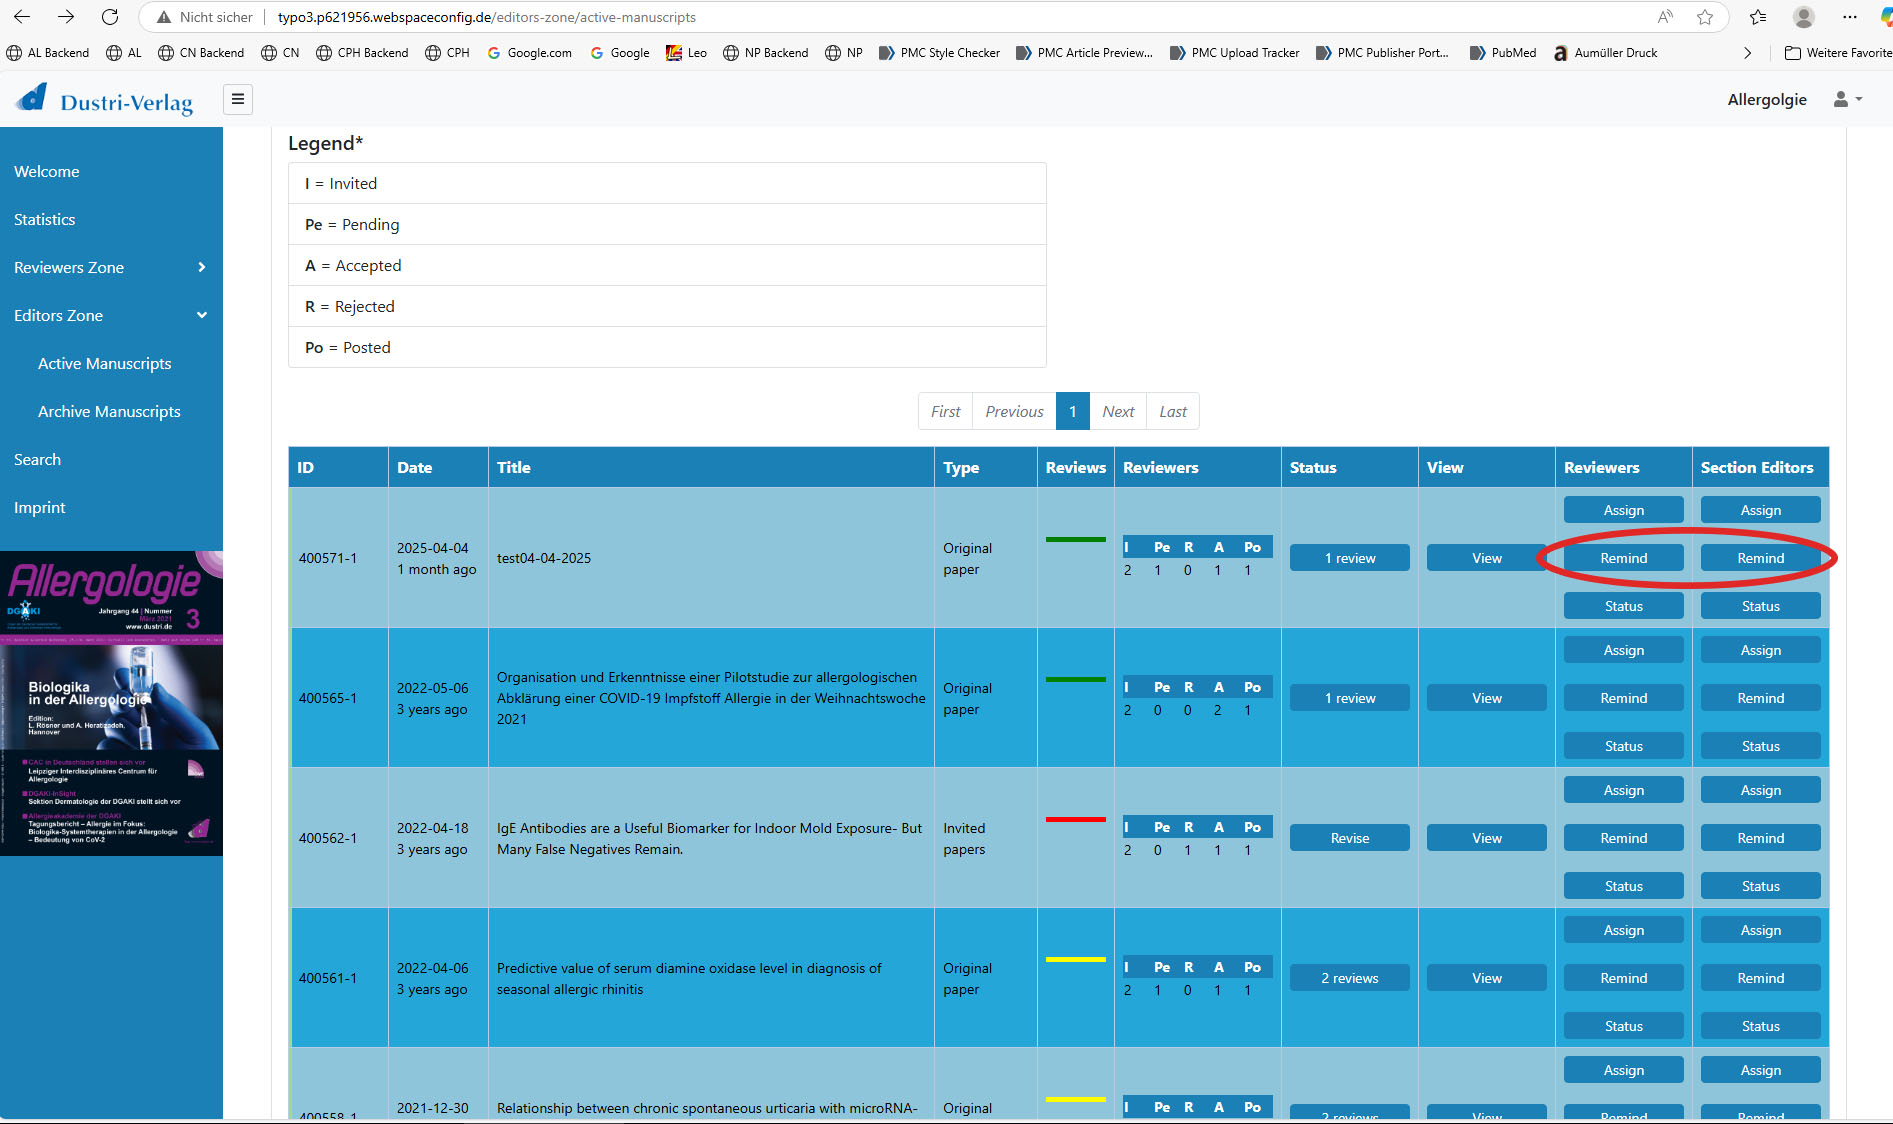 Nicht sicher typo3.p621956.webspaceconfig.de/editors-zone/active-manuscripts
AL Backend AL CN Backend CN CPH Backend CPH Google.com Google Leo NP Backend NP PMC Style Checker PMC Article Preview... PMC Upload Tracker PMC Publisher Port... PubMed Aumüller Druck Weitere Favorite
Dustri-Verlag
Allergolgie
Welcome
Statistics
Reviewers Zone
Editors Zone
Active Manuscripts
Archive Manuscripts
Search
Imprint
Allergologie
DGAKI
Jahrgang 44 | Nummer
März 2021
www.dustri.de
3
Biologika
in der Allergologie
Edition:
L. Rösner und A. Heratizadeh,
Hannover
CAC in Deutschland stellen sich vor
Leipziger Interdisziplinäres Centrum für
Allergologie
DGAKI-InSight
Sektion Dermatologie der DGAKI stellt sich vor
Allergieakademie der DGAKI
Tagungsbericht – Allergie im Fokus:
Biologika-Systemtherapien in der Allergologie
– Bedeutung von CoV-2
Legend*
I = Invited
Pe = Pending
A = Accepted
R = Rejected
Po = Posted
First Previous 1 Next Last
ID Date Title Type Reviews Reviewers Status View Reviewers Section Editors
400571-1
2025-04-04
1 month ago
test04-04-2025
Original
paper
I Pe R A Po
2 1 0 1 1
1 review
View
Assign
Remind
Status
Assign
Remind
Status
400565-1
2022-05-06
3 years ago
Organisation und Erkenntnisse einer Pilotstudie zur allergologischen
Abklärung einer COVID-19 Impfstoff Allergie in der Weihnachtswoche
2021
Original
paper
I Pe R A Po
2 0 0 2 1
1 review
View
Assign
Remind
Status
Assign
Remind
Status
400562-1
2022-04-18
3 years ago
IgE Antibodies are a Useful Biomarker for Indoor Mold Exposure- But
Many False Negatives Remain.
Invited
papers
I Pe R A Po
2 0 1 1 1
Revise
View
Assign
Remind
Status
Assign
Remind
Status
400561-1
2022-04-06
3 years ago
Predictive value of serum diamine oxidase level in diagnosis of
seasonal allergic rhinitis
Original
paper
I Pe R A Po
2 1 0 1 1
2 reviews
View
Assign
Remind
Status
Assign
Remind
Status
400558-1
2021-12-30
Relationship between chronic spontaneous urticaria with microRNA-
Original
I Pe R A Po
2 reviews
View
Assign
Remind
Assign
Remind